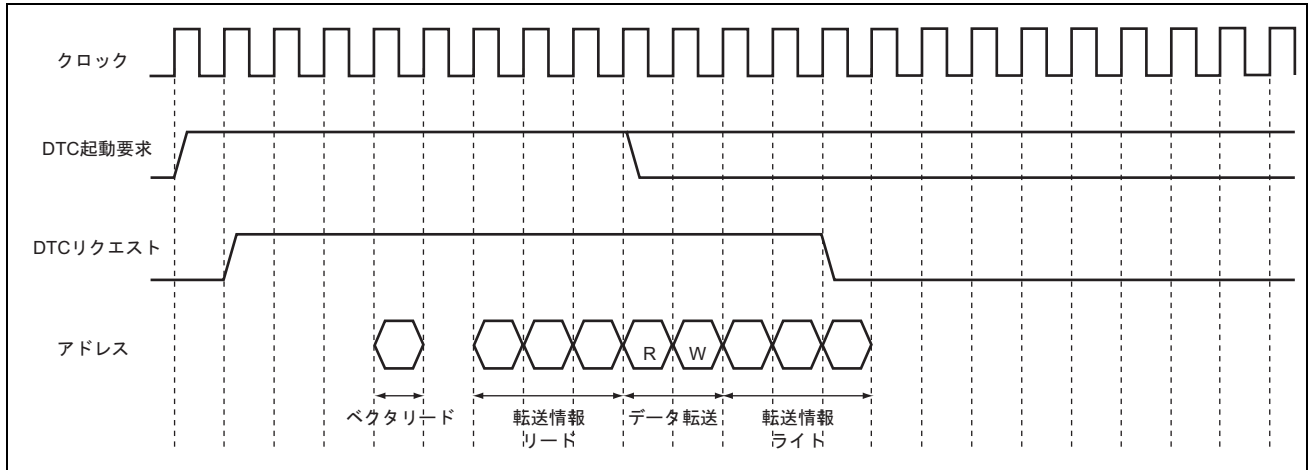 クロック
DTC起動要求
DTCリクエスト
アドレス
R
W
ベクタリード
転送情報
リード
データ転送
転送情報
ライト